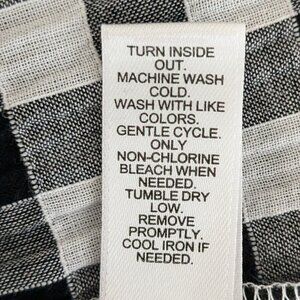 TURN INSIDE
OUT.
MACHINE WASH
COLD.
WASH WITH LIKE
COLORS.
GENTLE CYCLE.
ONLY
NON-CHLORINE
BLEACH WHEN
NEEDED.
TUMBLE DRY
LOW.
REMOVE
PROMPTLY.
COOL IRON IF
NEEDED.